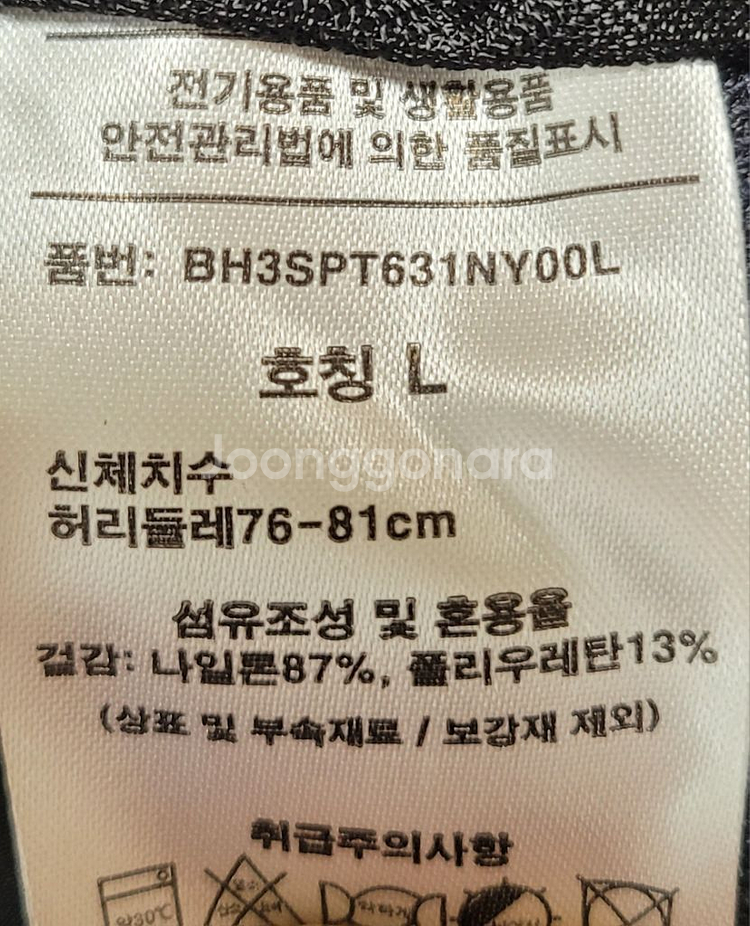 전기용품 및 생활용품
안전관리법에 의한 품질표시
품번: BH3SPT631NY00L
호칭 L
joonggonara
신체치수
허리둘레76-81cm
섬유조성 및 혼용율
겉감: 나일론87%, 폴리우레탄13%
(상표 및 부속재료 / 보강재 제외)
취급주의사항
약30℃